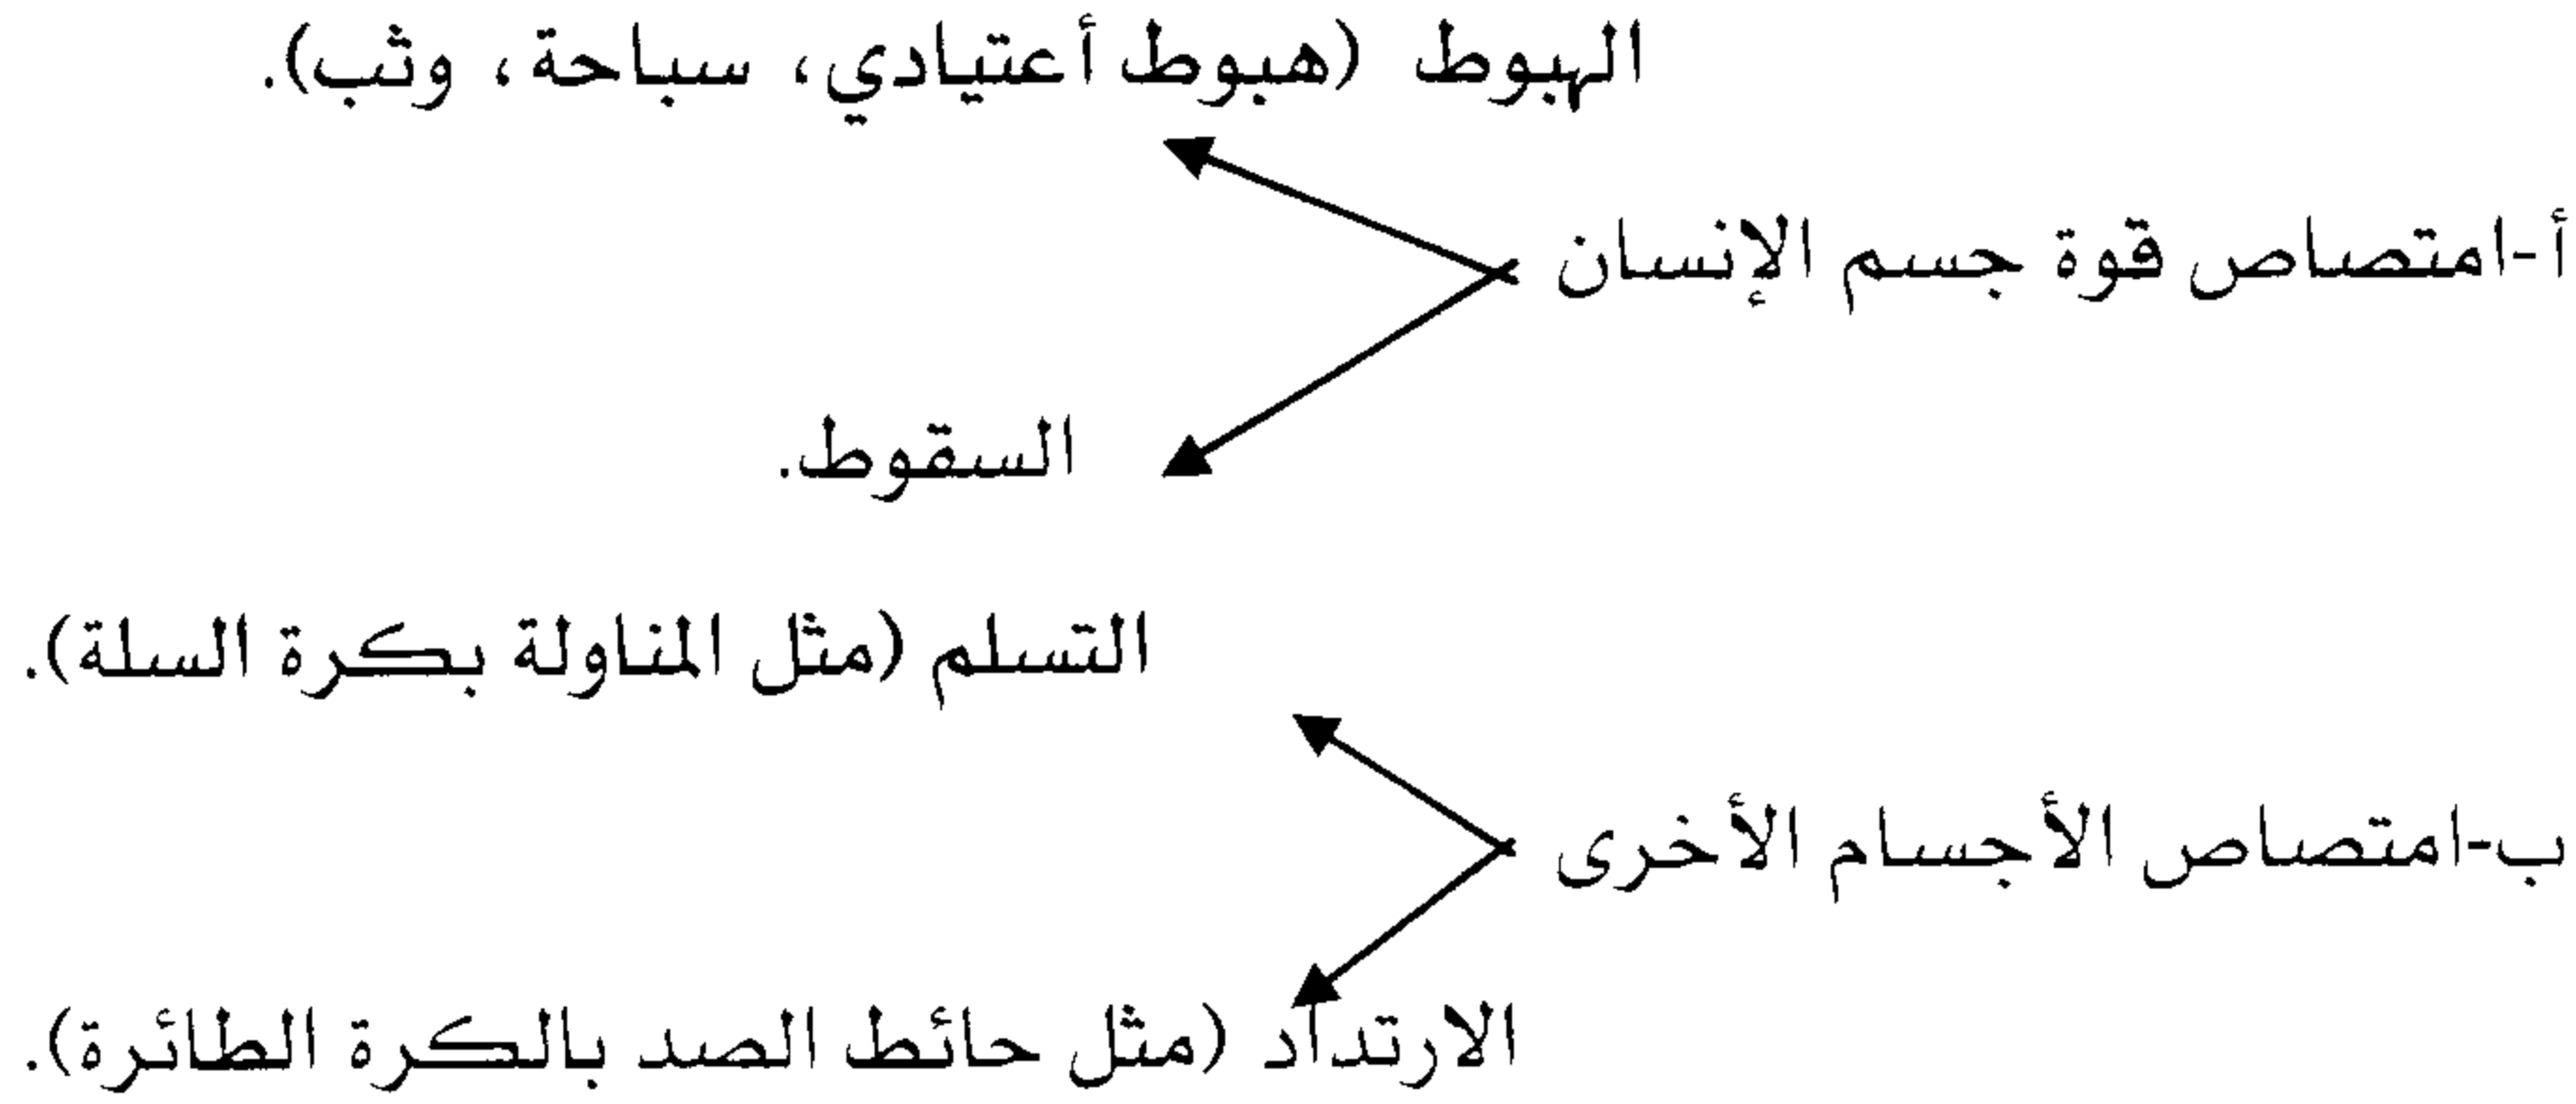 الهبوط (هبوط أعتيادي، سباحة، وثب).
أ-امتصاص قوة جسم الإنسان
السقوط.
التسلم (مثل المناولة بكرة السلة).
ب-امتصاص الأجسام الأخرى
الارتداد (مثل حائط الصد بالكرة الطائرة).